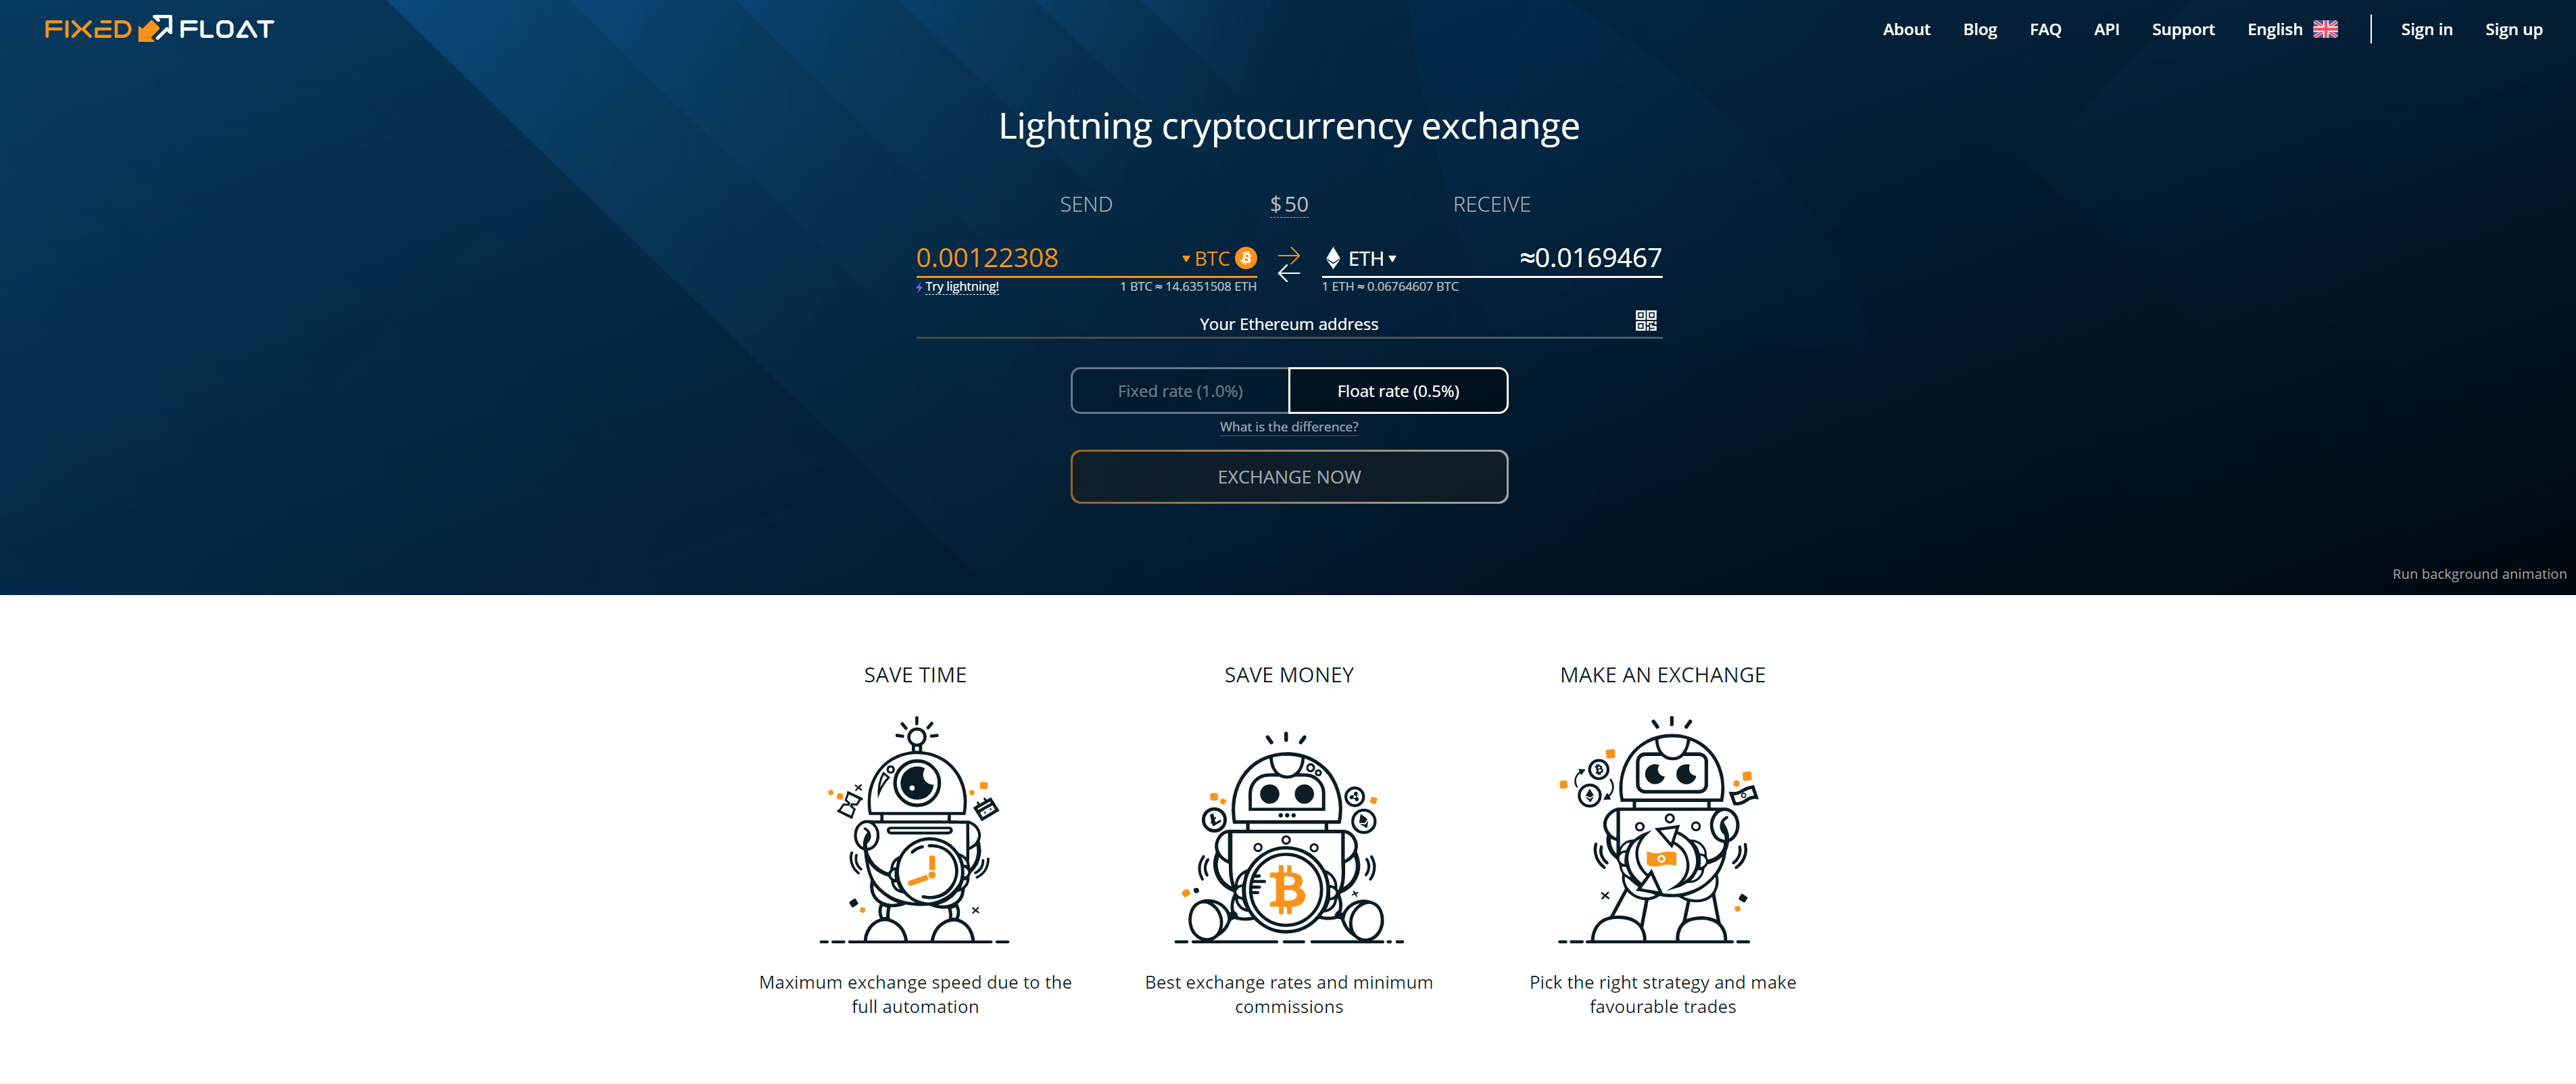 FIXED FLOAT
About Blog FAQ API Support English Sign in Sign up
Lightning cryptocurrency exchange
SEND $ 50 RECEIVE
0.00122308 BTC ETH ≈0.0169467
Try lightning! 1 BTC ≈ 14.6351508 ETH 1 ETH ≈ 0.06764607 BTC
Your Ethereum address
Fixed rate (1.0%) Float rate (0.5%)
What is the difference?
EXCHANGE NOW
Run background animation
SAVE TIME
Maximum exchange speed due to the
full automation
SAVE MONEY
Best exchange rates and minimum
commissions
MAKE AN EXCHANGE
Pick the right strategy and make
favourable trades